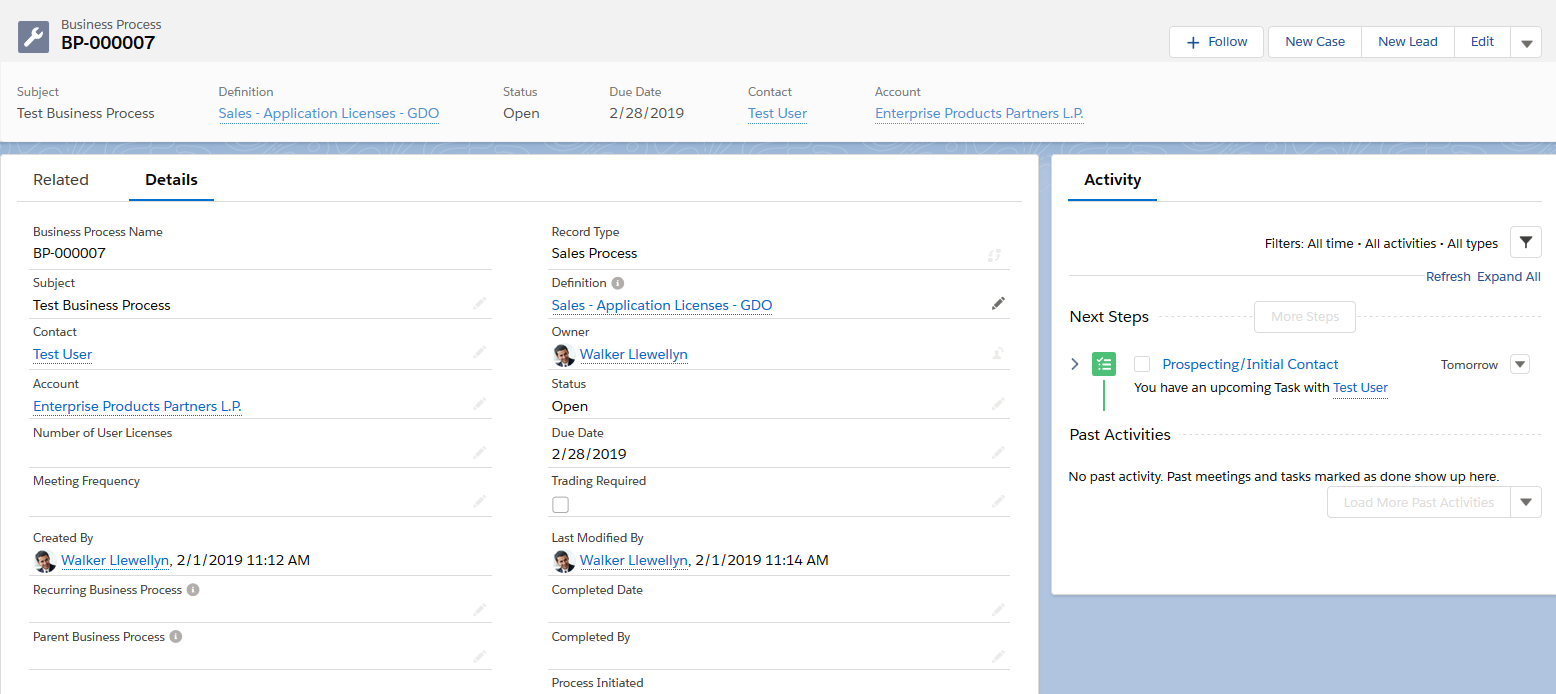 Business Process
BP-000007
Follow New Case New Lead Edit
Subject Definition Status Due Date Contact Account
Test Business Process Sales - Application Licenses - GDO Open 2/28/2019 Test User Enterprise Products Partners L.P.
Related Details
Business Process Name Record Type
BP-000007 Sales Process
Subject Definition
Test Business Process Sales - Application Licenses - GDO
Contact Owner
Test User Walker Llewellyn
Account Status
Enterprise Products Partners L.P. Open
Number of User Licenses Due Date
2/28/2019
Meeting Frequency Trading Required
Created By Last Modified By
Walker Llewellyn, 2/1/2019 11:12 AM Walker Llewellyn, 2/1/2019 11:14 AM
Recurring Business Process Completed Date
Parent Business Process Completed By
Process Initiated
Activity
Filters: All time • All activities • All types
Refresh Expand All
Next Steps More Steps
Prospecting/Initial Contact Tomorrow
You have an upcoming Task with Test User
Past Activities
No past activity. Past meetings and tasks marked as done show up here.
Load More Past Activities